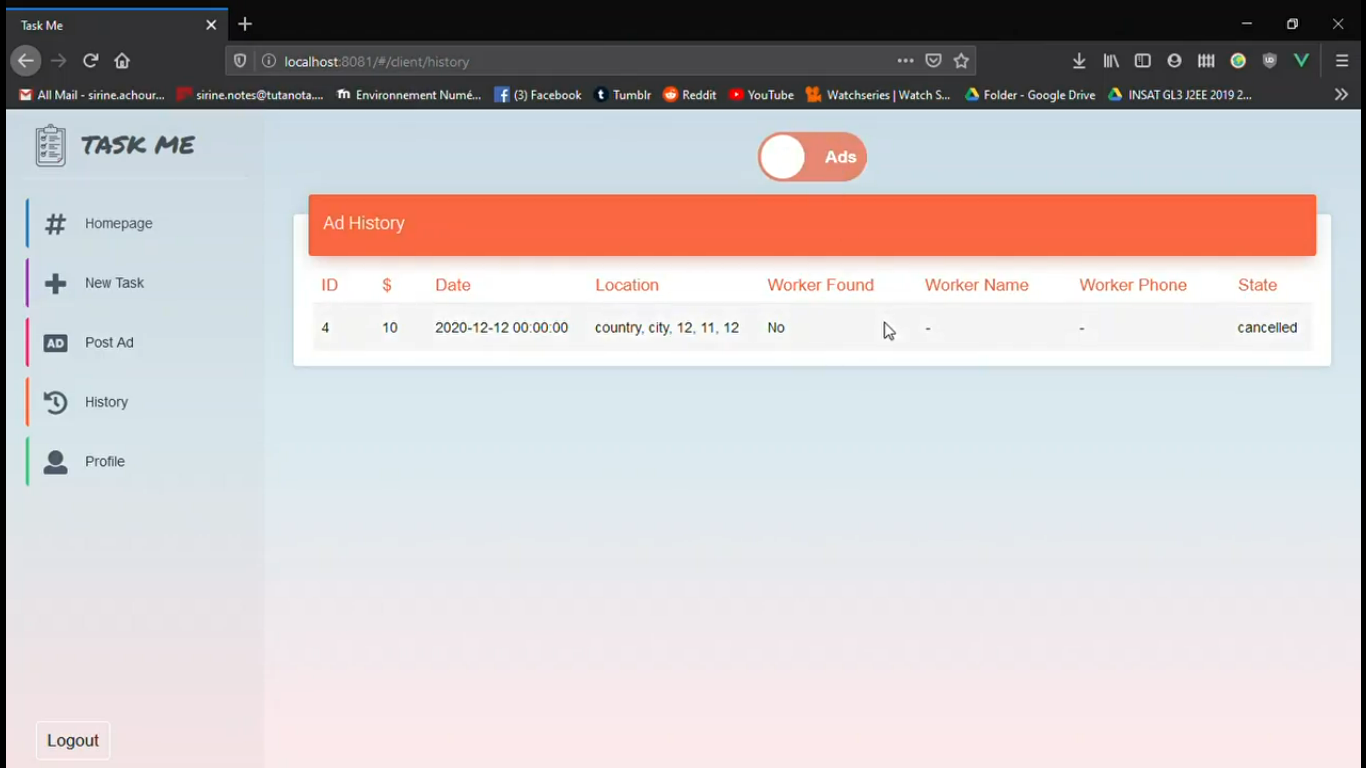 Task Me
localhost:8081/#/client/history
All Mail - sirine.achour... sirine.notes@tutanota.... Environnement Numé... (3) Facebook Tumblr Reddit YouTube Watchseries | Watch S... Folder - Google Drive INSAT GL3 J2EE 2019 2...
TASK ME
Ads
Homepage
New Task
AD Post Ad
History
Profile
Logout
Ad History
ID $ Date Location Worker Found Worker Name Worker Phone State
4 10 2020-12-12 00:00:00 country, city, 12, 11, 12 No - - cancelled